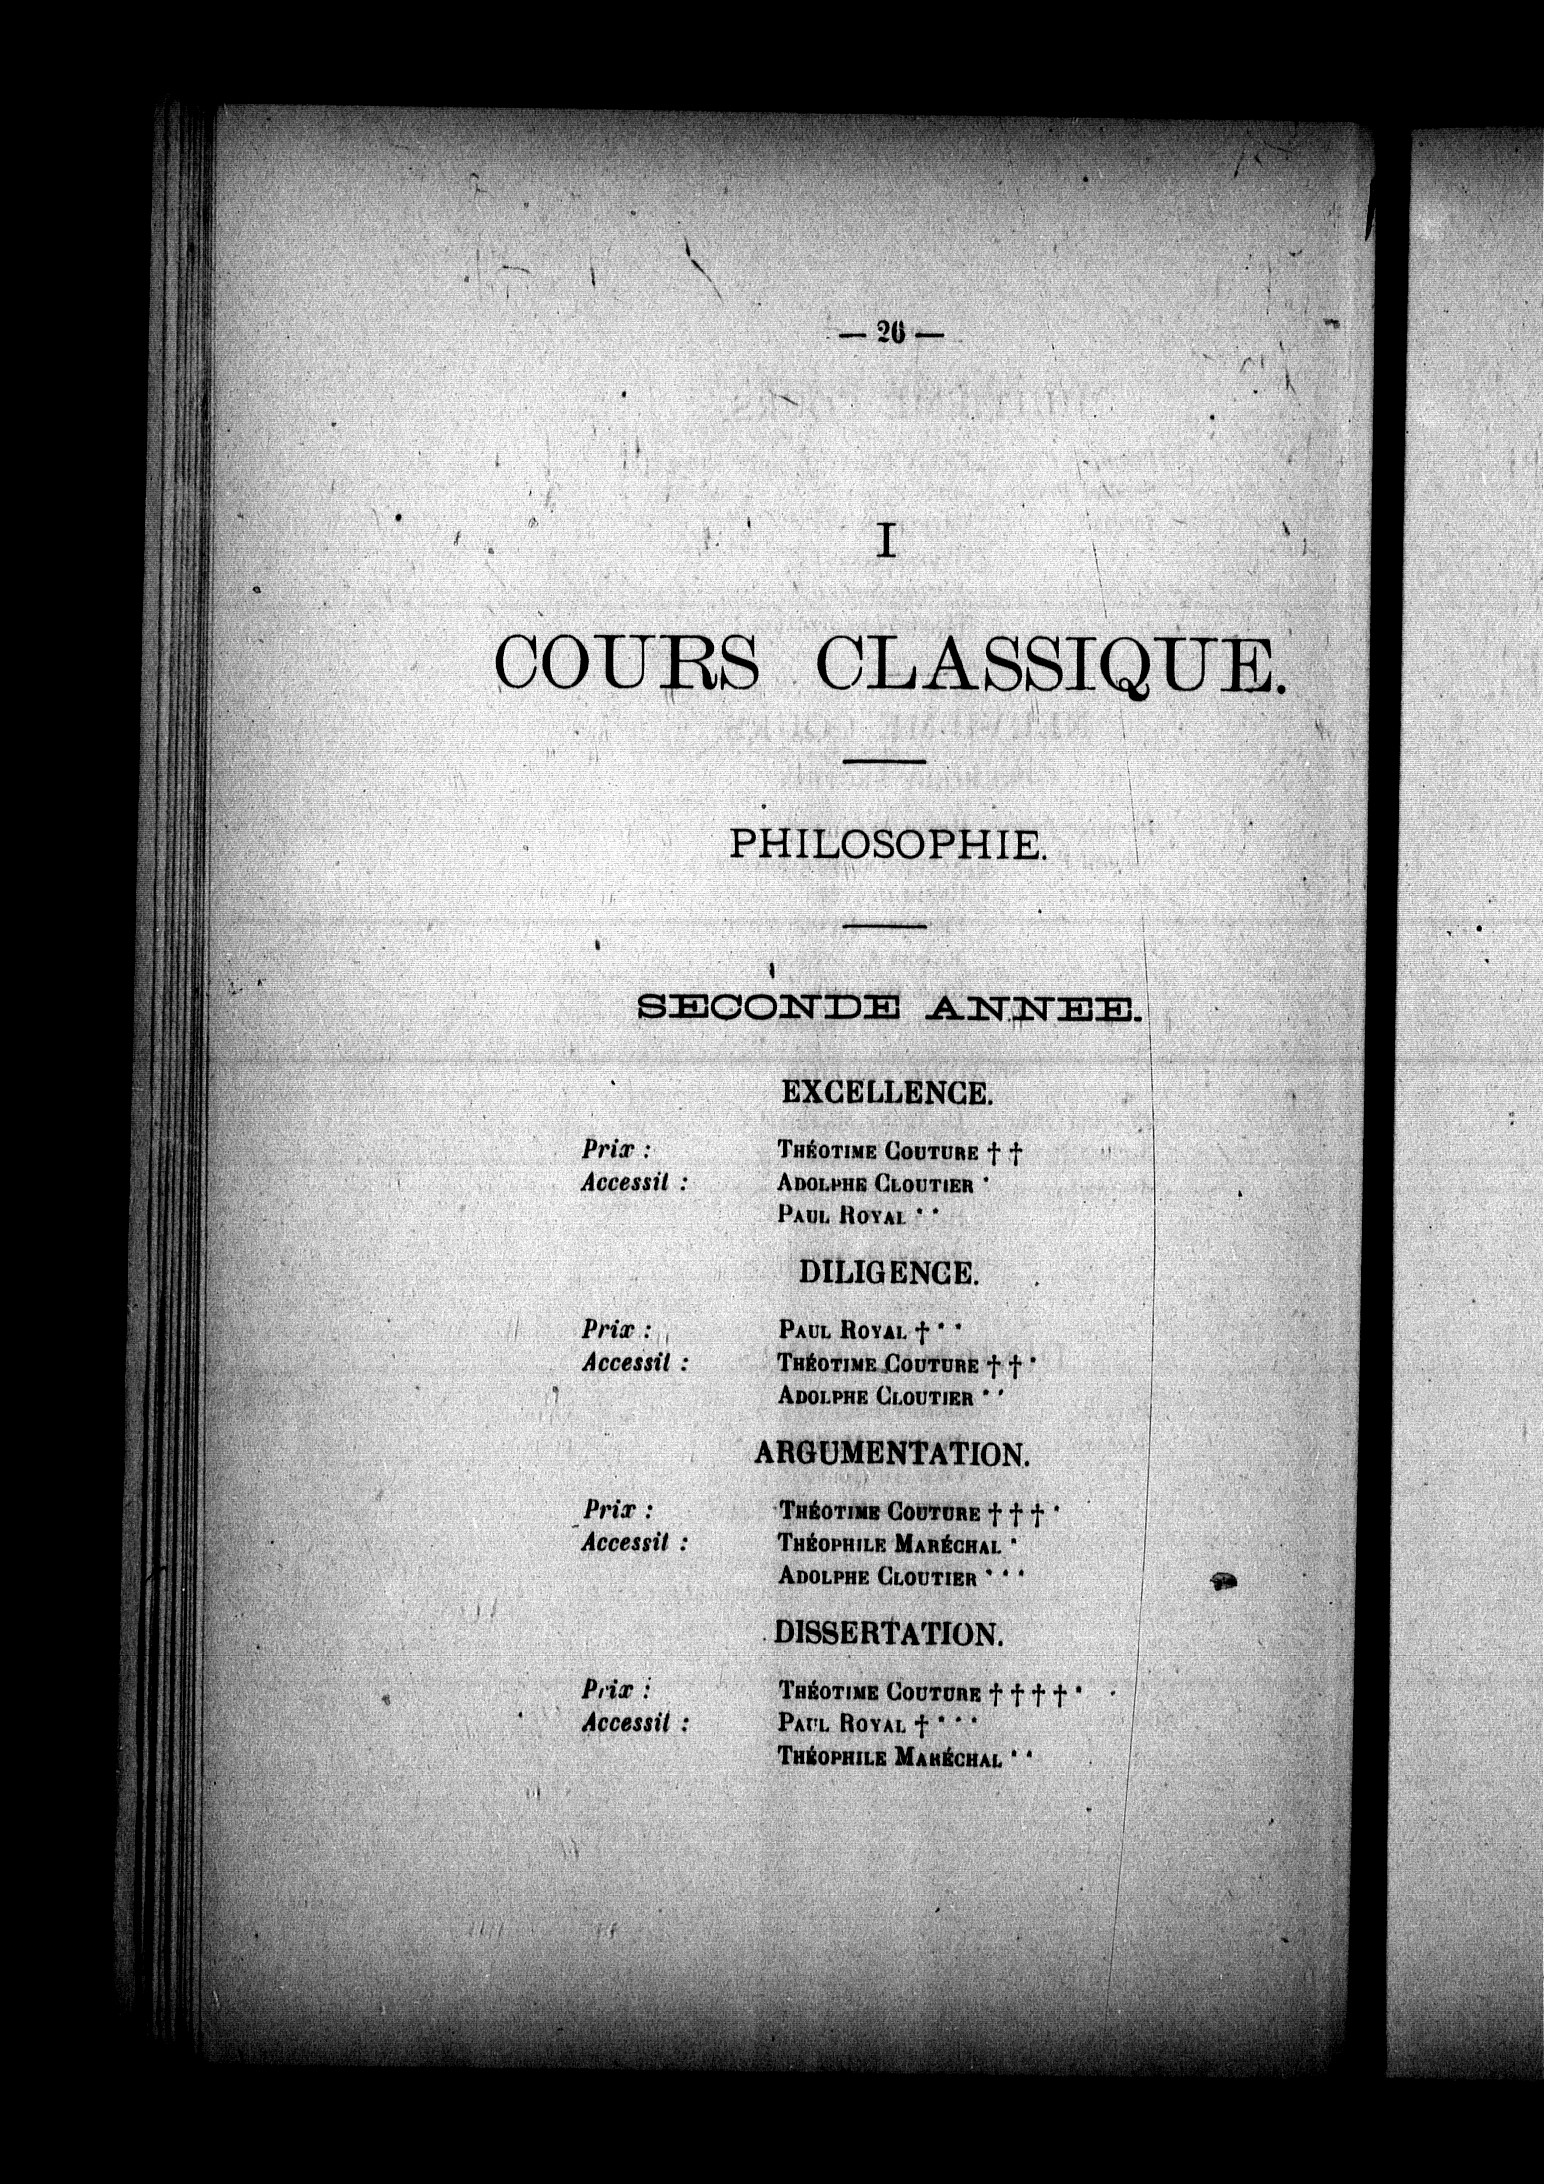 — 26 —
I
COURS CLASSIQUE.
PHILOSOPHIE.
SECONDE ANNEE.
EXCELLENCE.
Prix : THÉOTIME COUTURE † †
Accessit : ADOLPHE CLOUTIER *
PAUL ROYAL * *
DILIGENCE.
Prix : PAUL ROYAL † * *
Accessit : THÉOTIME COUTURE † † *
ADOLPHE CLOUTIER * *
ARGUMENTATION.
Prix : THÉOTIME COUTURE † † † *
Accessit : THÉOPHILE MARÉCHAL *
ADOLPHE CLOUTIER * * *
DISSERTATION.
Prix : THÉOTIME COUTURE † † † † *
Accessit : PAUL ROYAL † * * *
THÉOPHILE MARÉCHAL * *